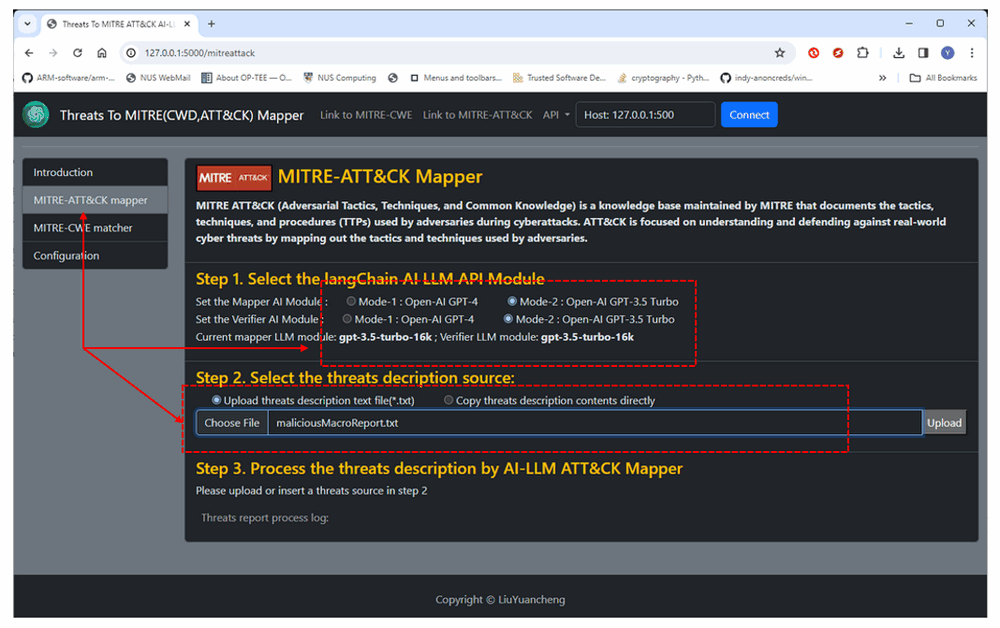 Threats To MITRE ATT&CK AI-L
127.0.0.1:5000/mitreattack
ARM-software/arm-... NUS WebMail About OP-TEE — O... NUS Computing Menus and toolbars... Trusted Software De... cryptography - Pyth... indy-anoncreds/win... » All Bookmarks
Threats To MITRE(CWD,ATT&CK) Mapper Link to MITRE-CWE Link to MITRE-ATT&CK API Host: 127.0.0.1:500 Connect
Introduction
MITRE-ATT&CK mapper
MITRE-CWE matcher
Configuration
MITRE ATT&CK MITRE-ATT&CK Mapper
MITRE ATT&CK (Adversarial Tactics, Techniques, and Common Knowledge) is a knowledge base maintained by MITRE that documents the tactics,
techniques, and procedures (TTPs) used by adversaries during cyberattacks. ATT&CK is focused on understanding and defending against real-world
cyber threats by mapping out the tactics and techniques used by adversaries.
Step 1. Select the langChain AI LLM API Module
Set the Mapper AI Module : Mode-1 : Open-AI GPT-4 Mode-2 : Open-AI GPT-3.5 Turbo
Set the Verifier AI Module : Mode-1 : Open-AI GPT-4 Mode-2 : Open-AI GPT-3.5 Turbo
Current mapper LLM module: gpt-3.5-turbo-16k ; Verifier LLM module: gpt-3.5-turbo-16k
Step 2. Select the threats decription source:
Upload threats description text file(*.txt) Copy threats description contents directly
Choose File maliciousMacroReport.txt Upload
Step 3. Process the threats description by AI-LLM ATT&CK Mapper
Please upload or insert a threats source in step 2
Threats report process log:
Copyright © LiuYuancheng